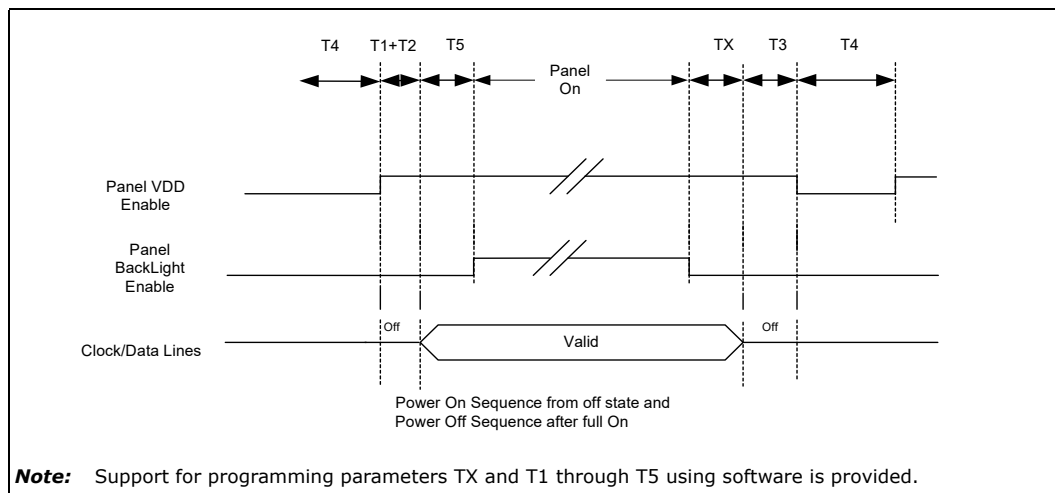 T4 T1+T2 T5 TX T3 T4
Panel
On
Panel VDD
Enable
Panel
BackLight
Enable
Off Off
Clock/Data Lines Valid
Power On Sequence from off state and
Power Off Sequence after full On
Note: Support for programming parameters TX and T1 through T5 using software is provided.